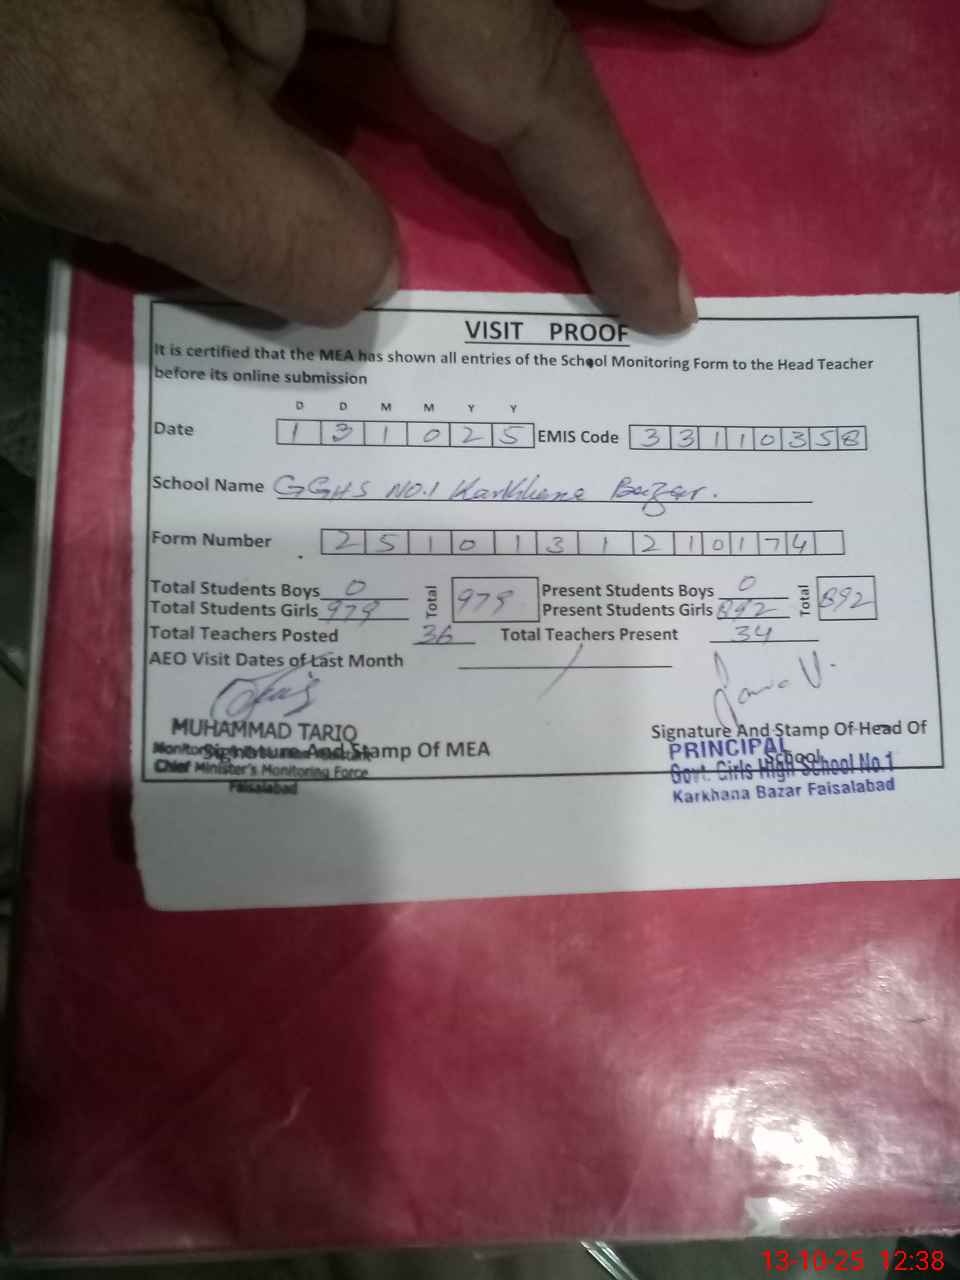 VISIT PROOF
It is certified that the MEA has shown all entries of the School Monitoring Form to the Head Teacher
before its online submission
D D M M Y Y
Date 1 3 1 0 2 5 EMIS Code 3 3 1 1 0 3 5 8
School Name GGHS NO.1 Karkhana Bazar.
Form Number 2 5 1 0 1 3 1 2 1 0 1 7 4
Total Students Boys 0 Total 979 Present Students Boys 0 Total 892
Total Students Girls 979 Present Students Girls 892
Total Teachers Posted 36 Total Teachers Present 34
AEO Visit Dates of Last Month /
MUHAMMAD TARIQ
Signature And Stamp Of MEA
Chief Minister's Monitoring Force
Faisalabad
Signature And Stamp Of Head Of
School
PRINCIPAL
Govt. Girls High School No.1
Karkhana Bazar Faisalabad
13-10-25 12:38